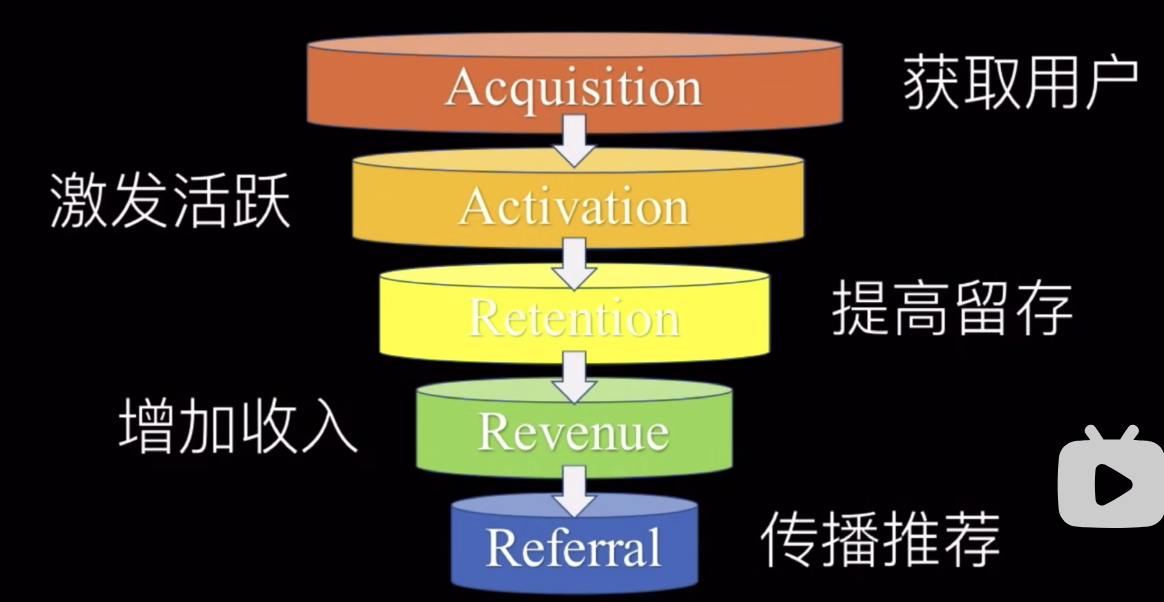 Acquisition
获取用户
激发活跃
Activation
Retention
提高留存
增加收入
Revenue
Referral
传播推荐